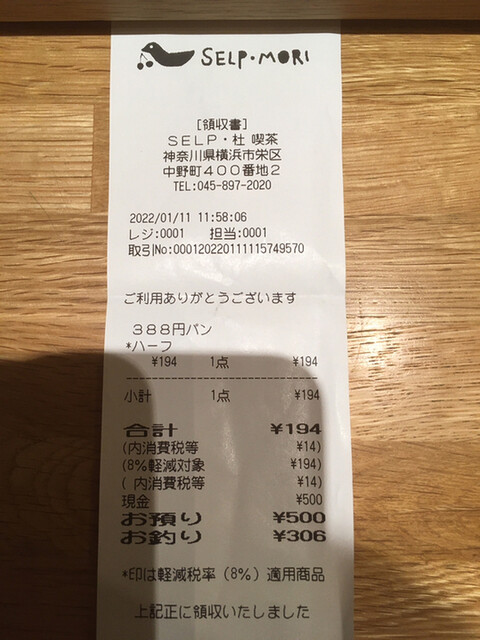 SELP・MORI
[領収書]
SELP・杜 喫茶
神奈川県横浜市栄区
中野町400番地2
TEL:045-897-2020
2022/01/11 11:58:06
レジ:0001 担当:0001
取引No:000120220111115749570
ご利用ありがとうございます
388円パン
*ハーフ
¥194 1点 ¥194
小計 1点 ¥194
合計 ¥194
(内消費税等 ¥14)
(8%軽減対象 ¥194)
( 内消費税等 ¥14)
現金 ¥500
お預り ¥500
お釣り ¥306
*印は軽減税率(8%)適用商品
上記正に領収いたしました